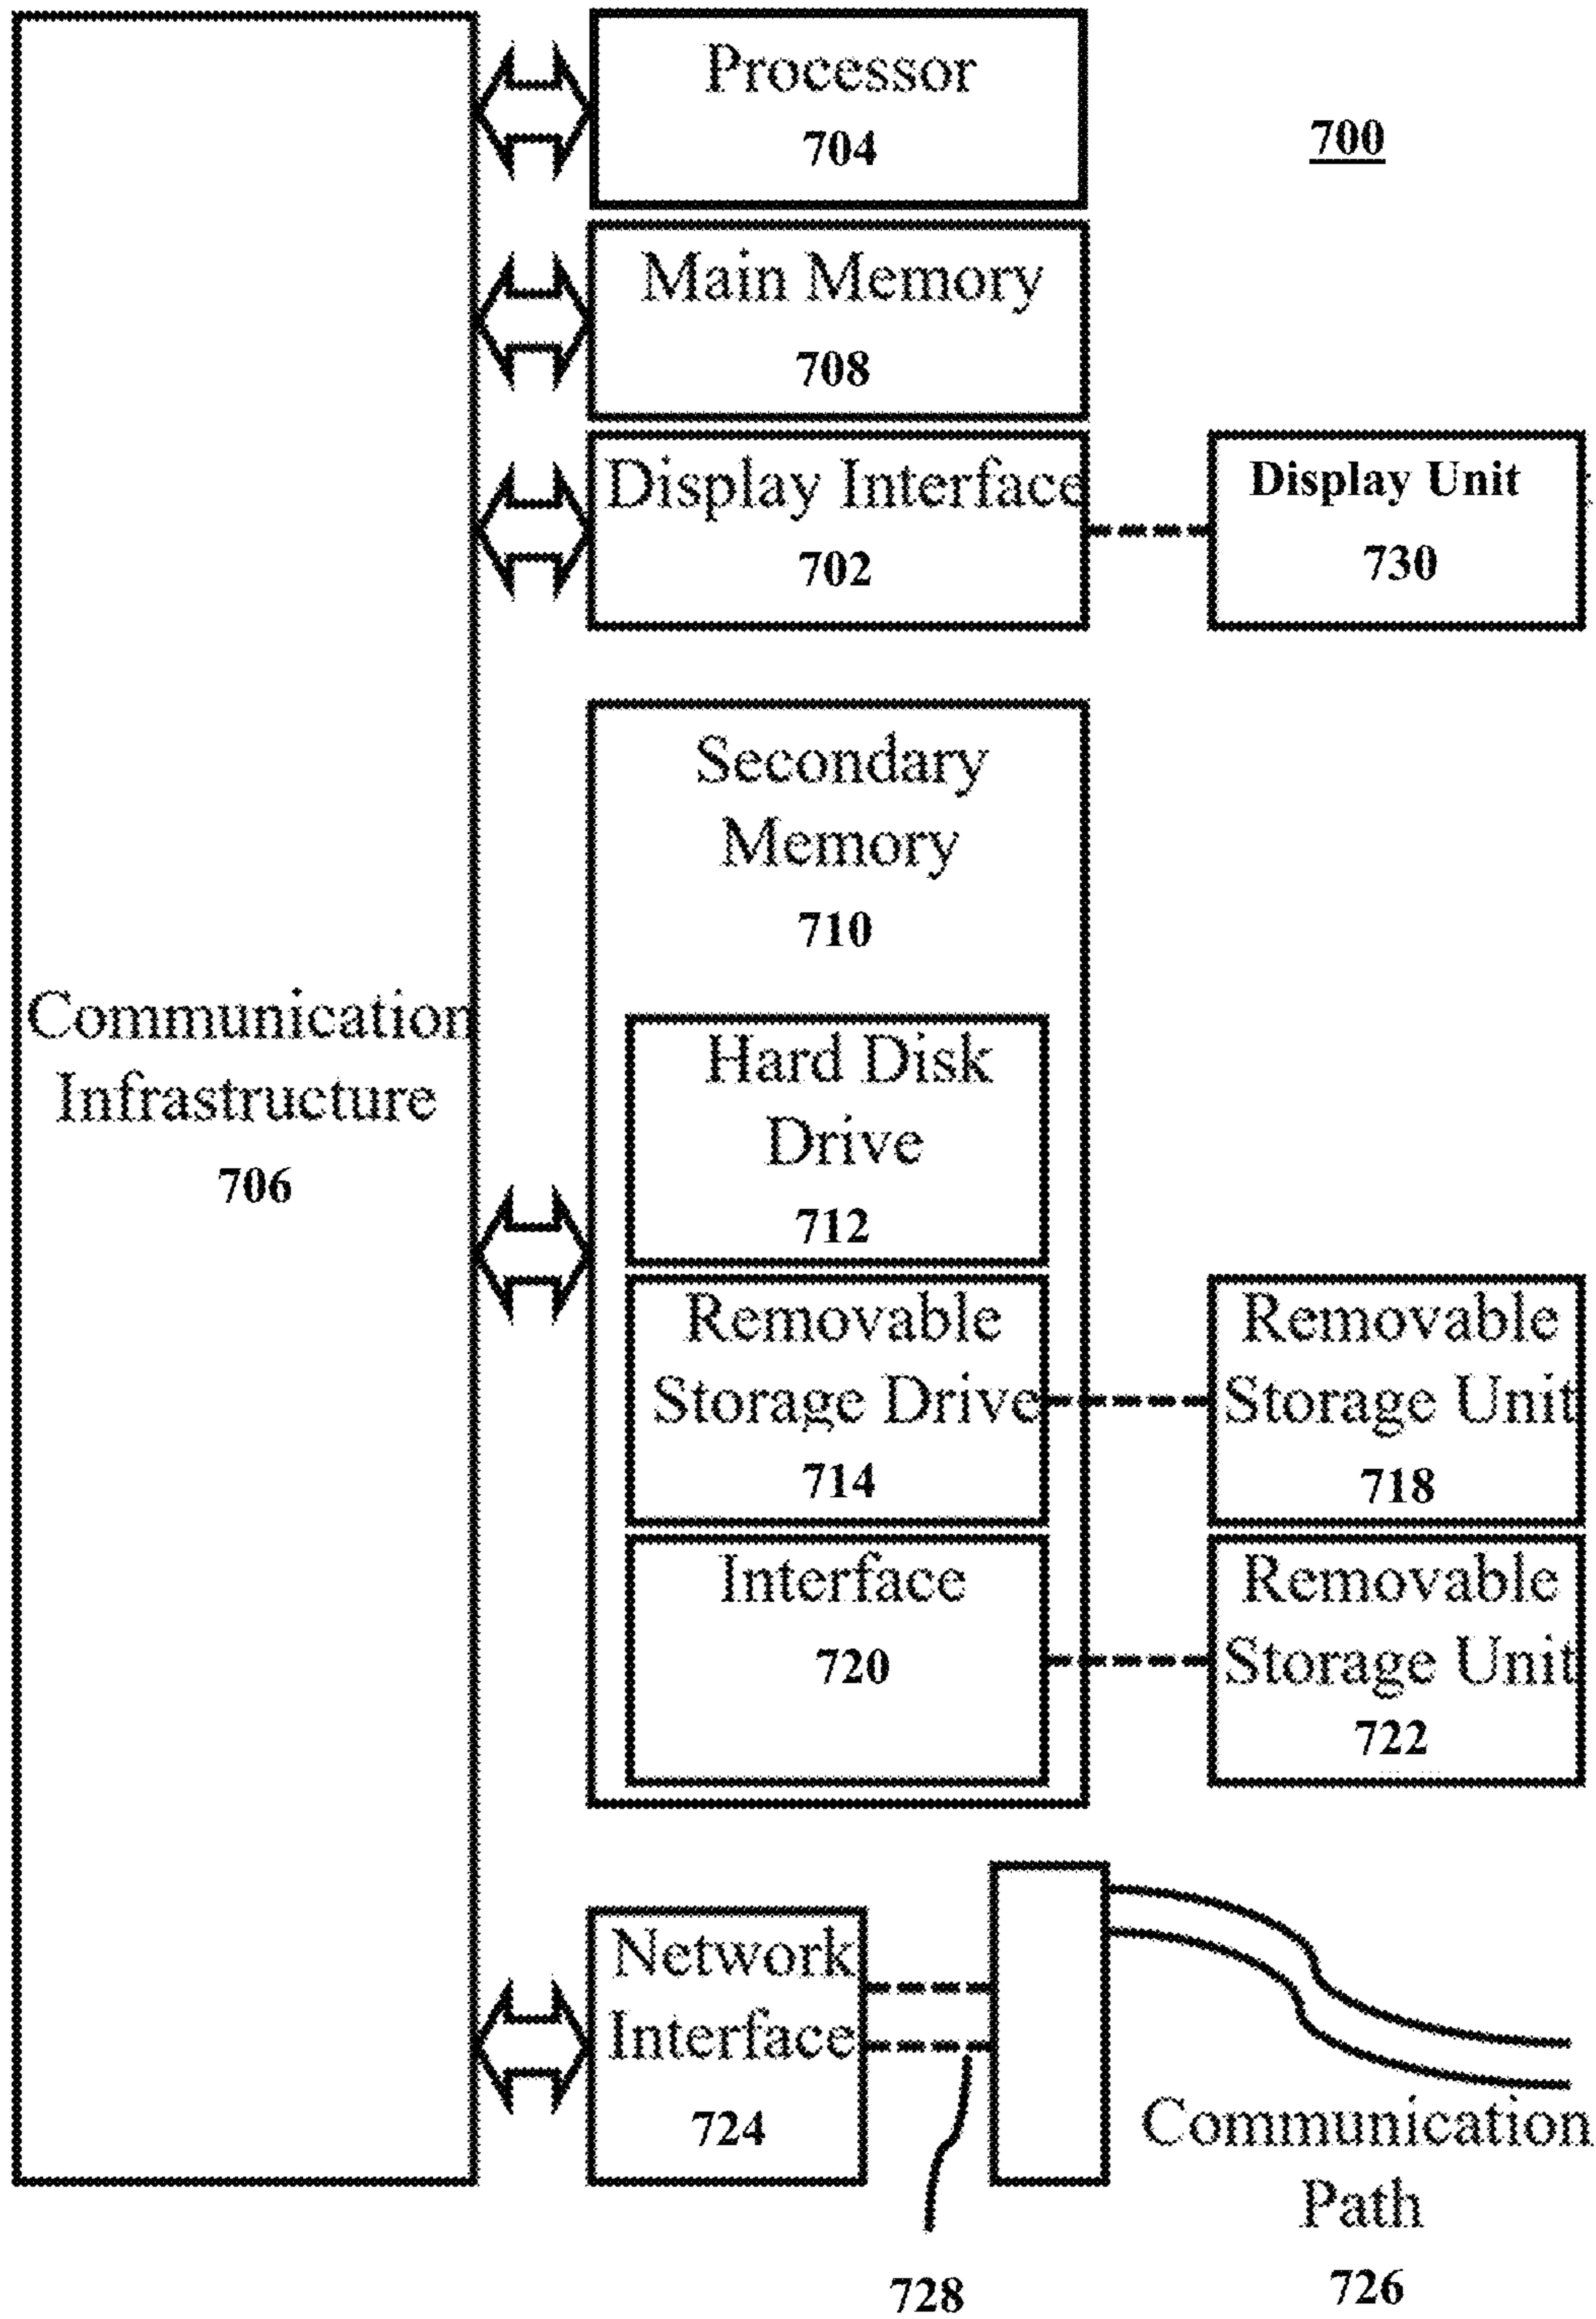 Processor
704
700
Main Memory
708
Display Interface
702
Display Unit
730
Secondary
Memory
710
Communication
Infrastructure
706
Hard Disk
Drive
712
Removable
Storage Drive
714
Removable
Storage Unit
718
Interface
720
Removable
Storage Unit
722
Network
Interface
724
728
Communication
Path
726